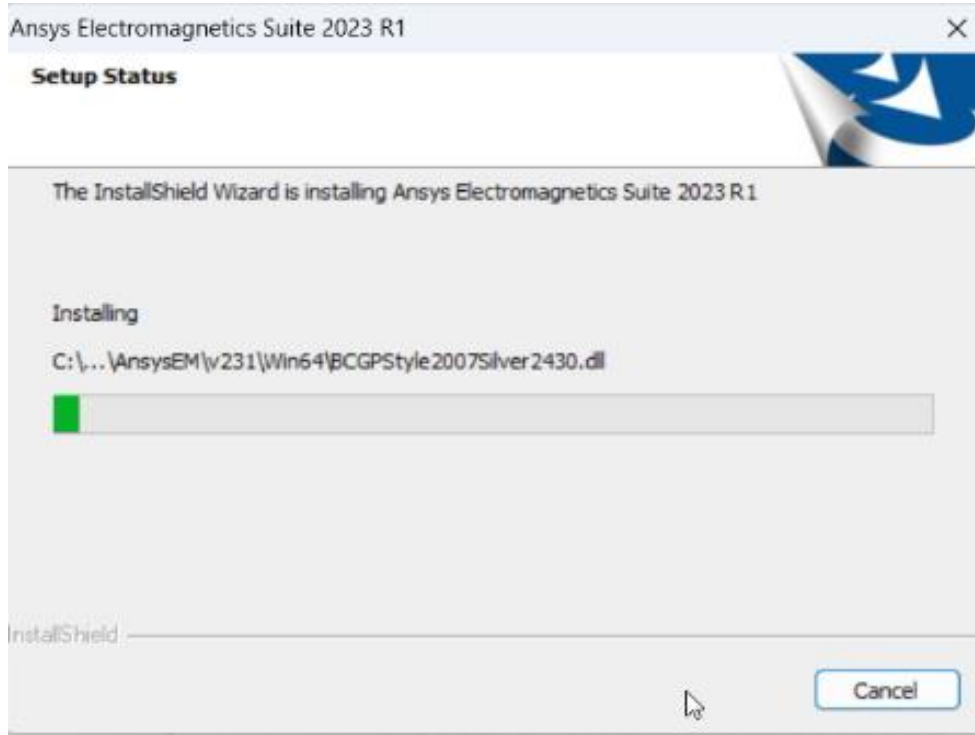 Ansys Electromagnetics Suite 2023 R1
Setup Status
The InstallShield Wizard is installing Ansys Electromagnetics Suite 2023 R1
Installing
C:\...\AnsysEM\v231\Win64\BCGPStyle2007Silver2430.dll
InstallShield
Cancel